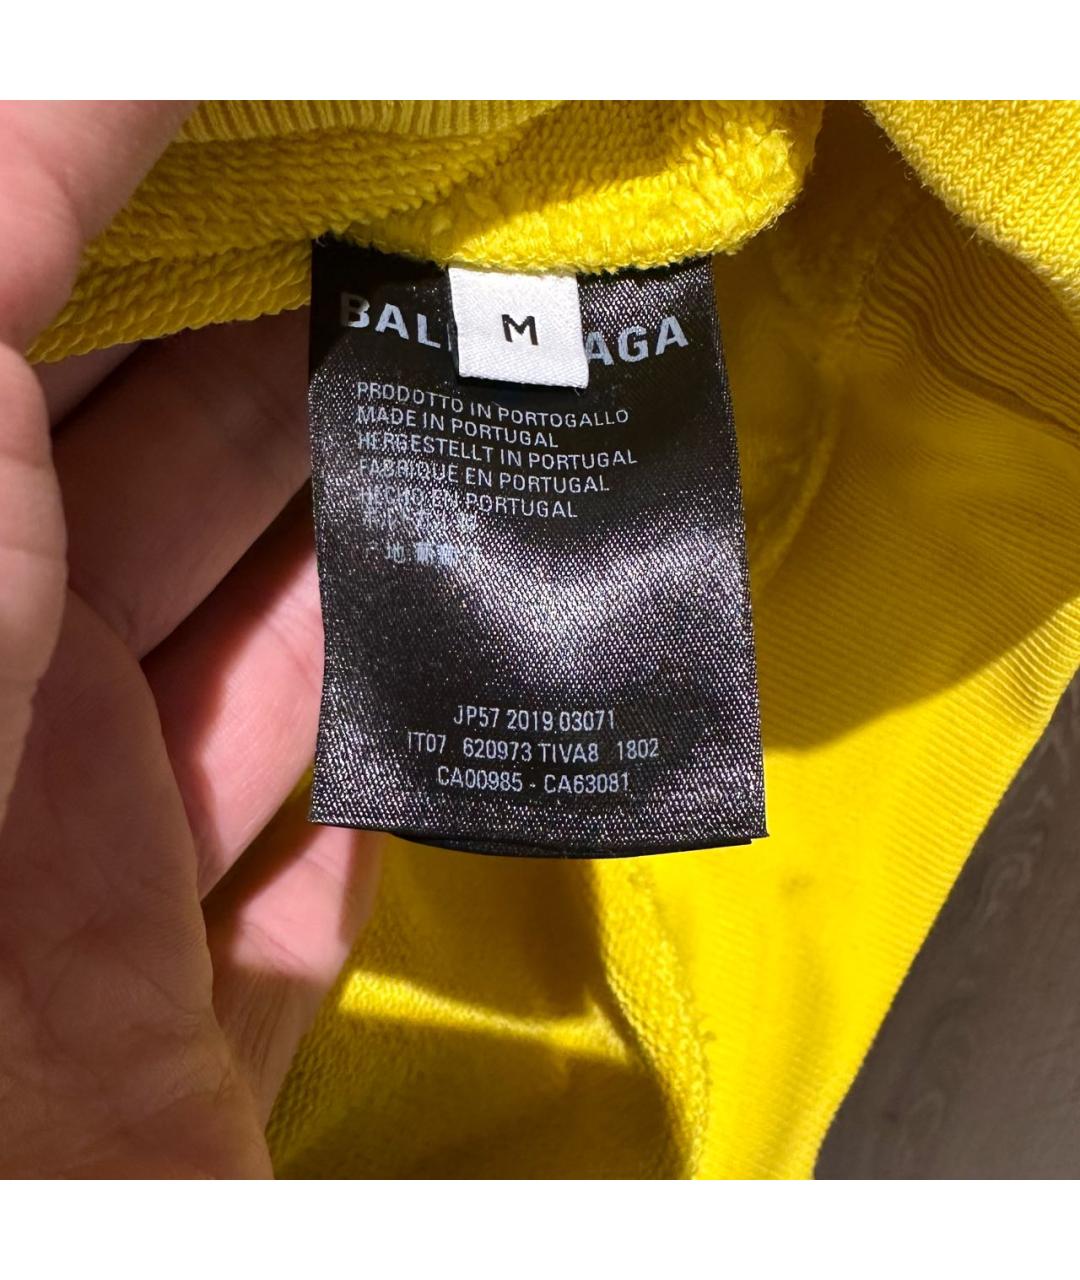 BAL AGA
M
PRODOTTO IN PORTOGALLO
MADE IN PORTUGAL
HERGESTELLT IN PORTUGAL
FABRIQUE EN PORTUGAL
HECHO EN PORTUGAL
JP57 2019 03071
IT07 620973 TIVA8 1802
CA00985 - CA63081